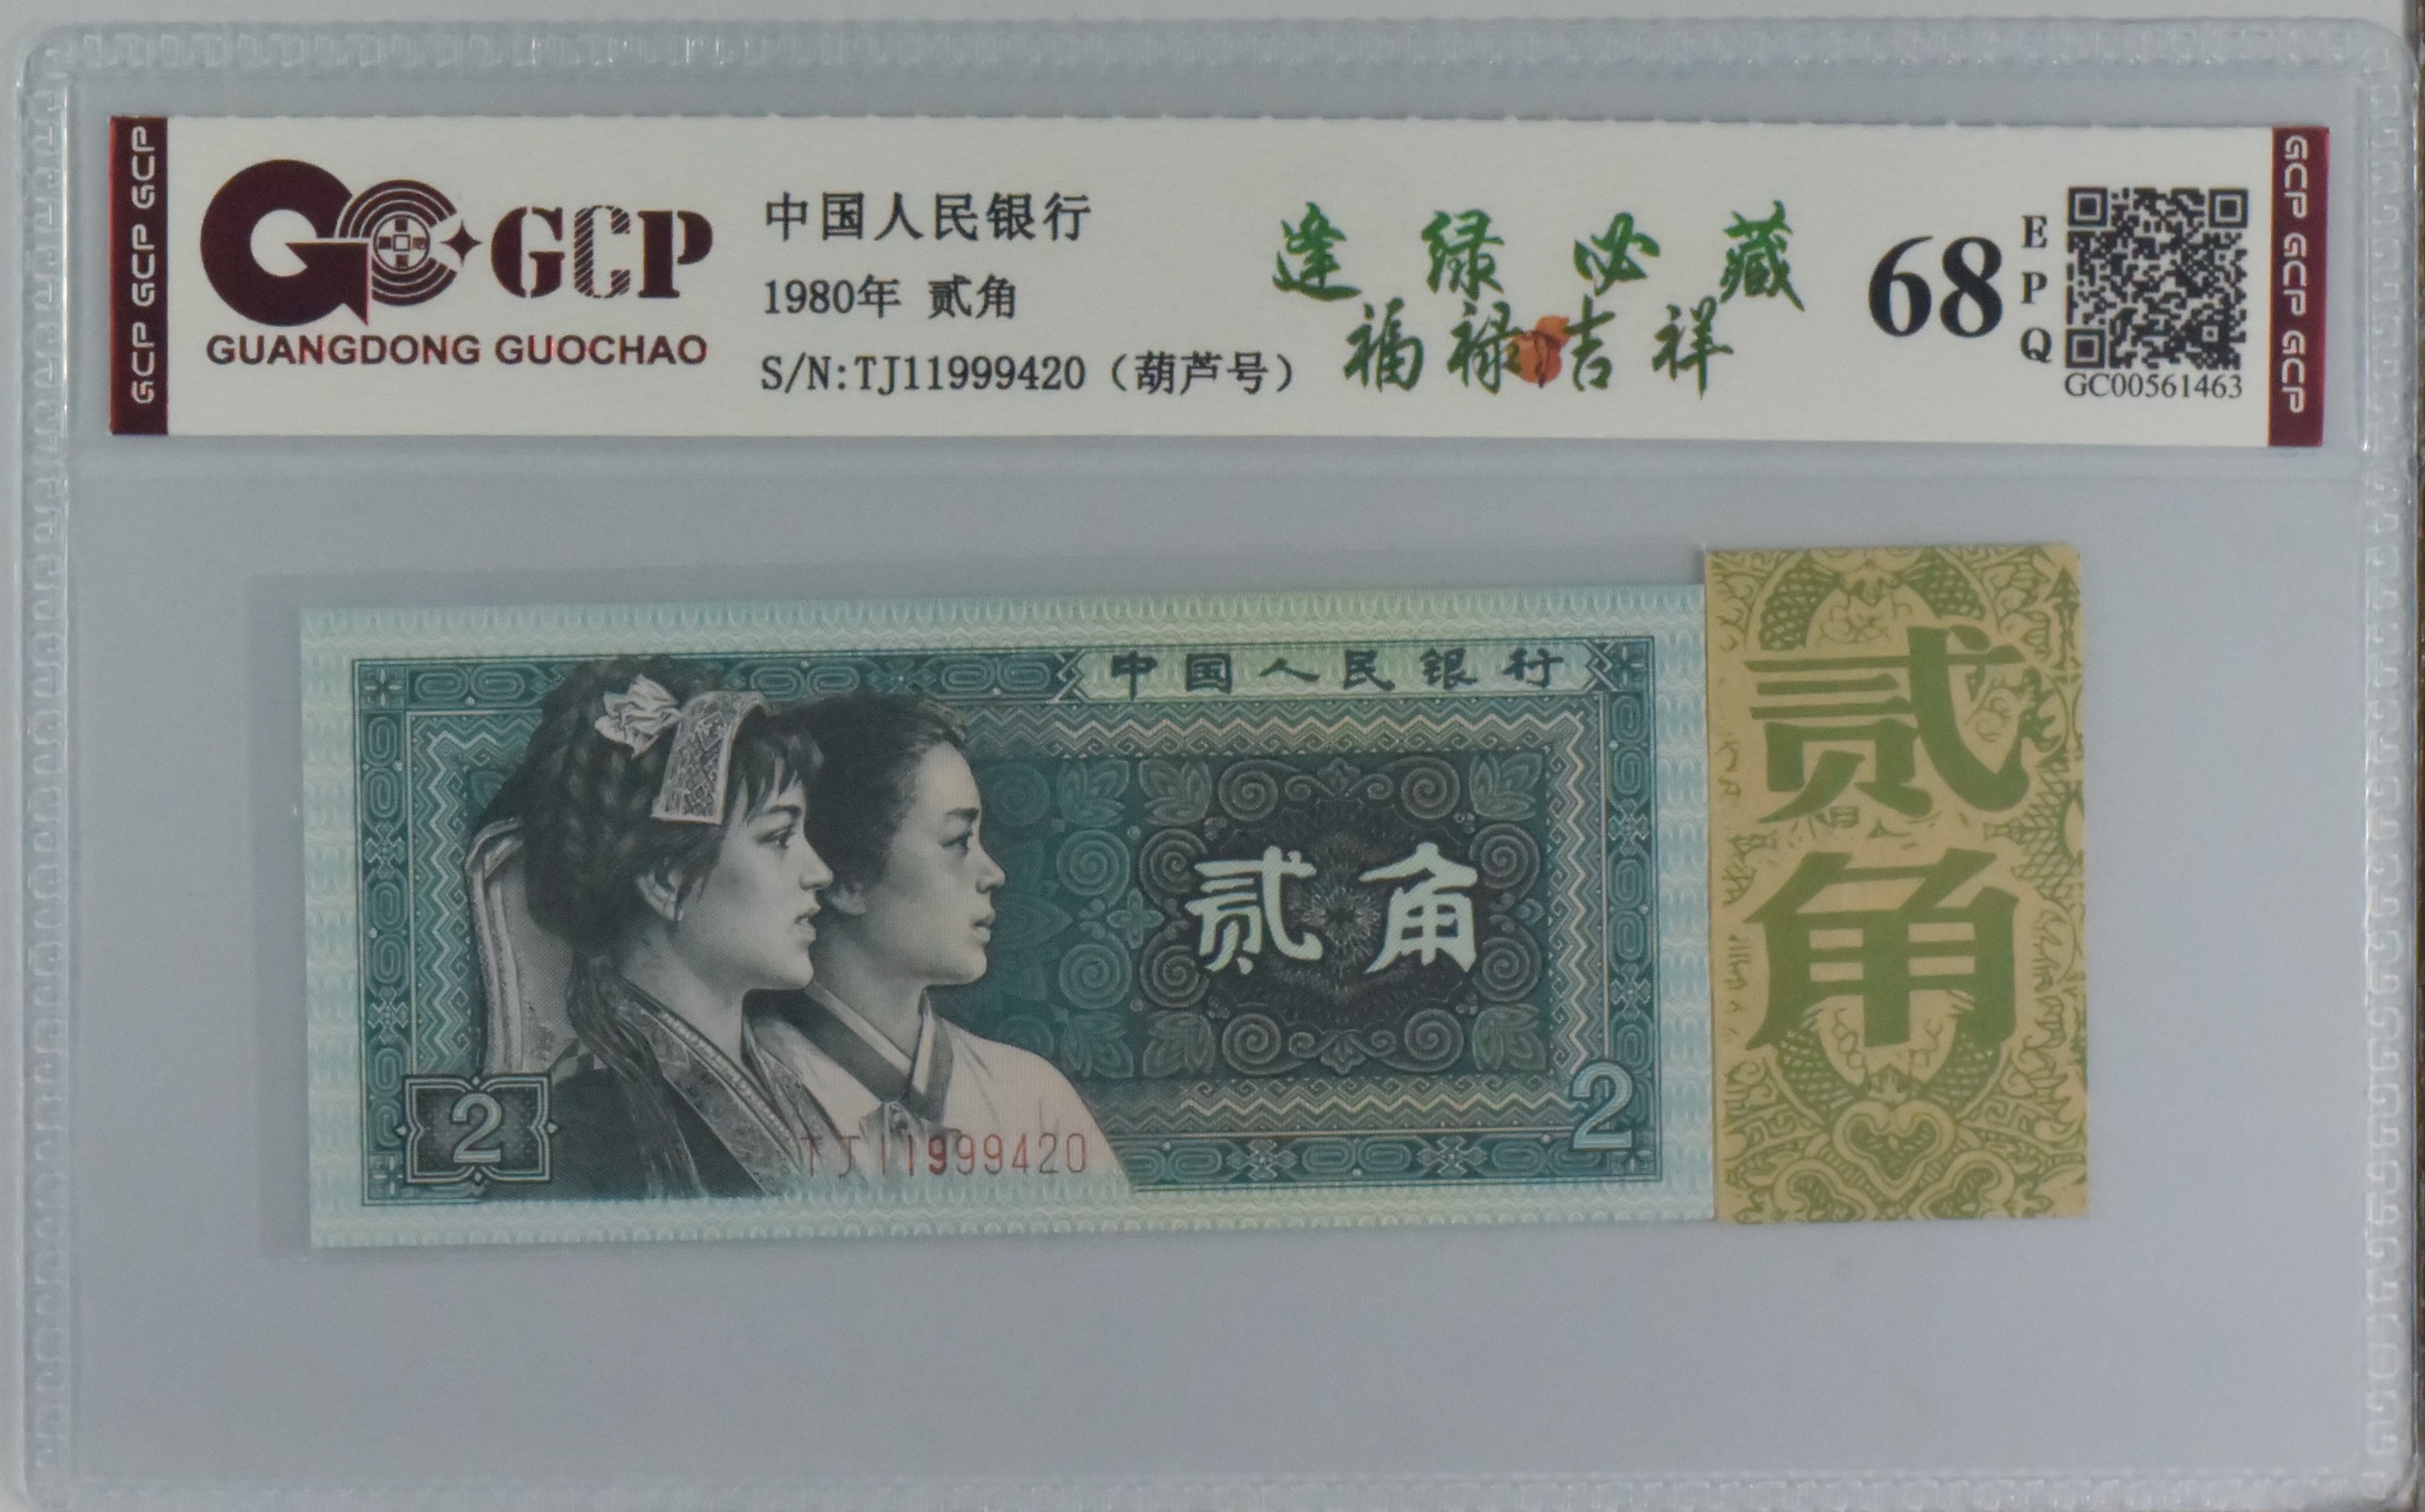 GCP GCP GCP
GCP
GUANGDONG GUOCHAO
中国人民银行
1980年 贰角
S/N:TJ11999420（葫芦号）
逢绿必藏
福禄吉祥
68
EPQ
GC00561463
GCP GCP GCP
中国人民银行
贰角
2
2
TJ11999420
贰角